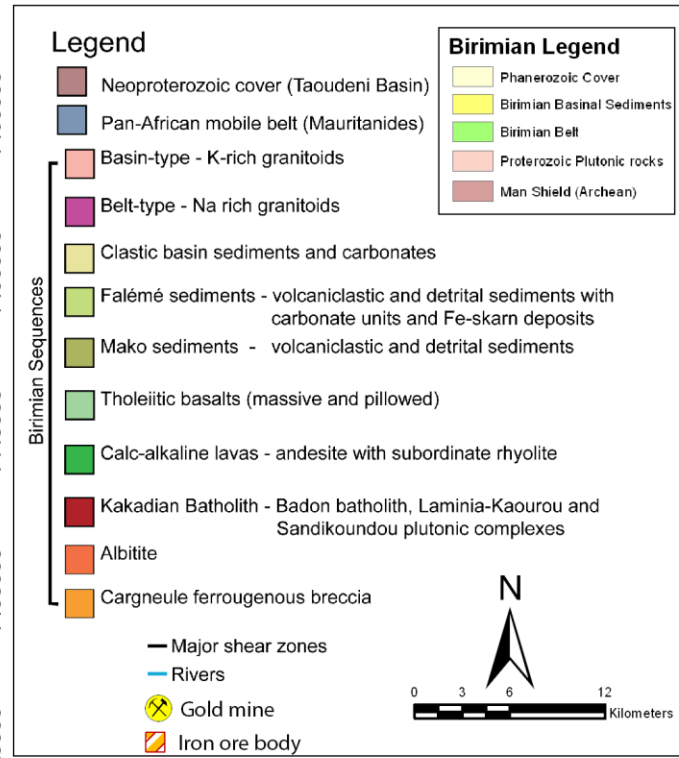 Legend
Neoproterozoic cover (Taoudeni Basin)
Pan-African mobile belt (Mauritanides)
Basin-type - K-rich granitoids
Belt-type - Na rich granitoids
Clastic basin sediments and carbonates
Falémé sediments - volcaniclastic and detrital sediments with
carbonate units and Fe-skarn deposits
Mako sediments - volcaniclastic and detrital sediments
Tholeiitic basalts (massive and pillowed)
Calc-alkaline lavas - andesite with subordinate rhyolite
Kakadian Batholith - Badon batholith, Laminia-Kaourou and
Sandikoundou plutonic complexes
Albitite
Cargneule ferrougenous breccia
Birimian Sequences
Major shear zones
Rivers
Gold mine
Iron ore body
Birimian Legend
Phanerozoic Cover
Birimian Basinal Sediments
Birimian Belt
Proterozoic Plutonic rocks
Man Shield (Archean)
N
0 3 6 12
Kilometers